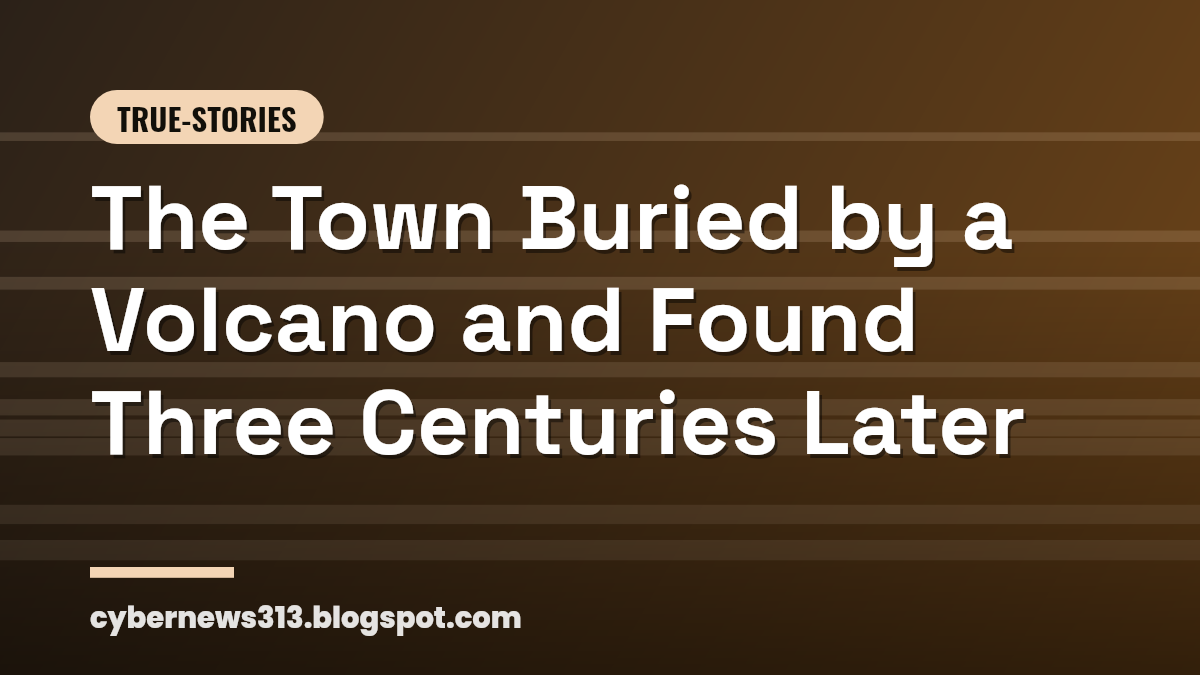 TRUE-STORIES
The Town Buried by a
Volcano and Found
Three Centuries Later
cybernews313.blogspot.com